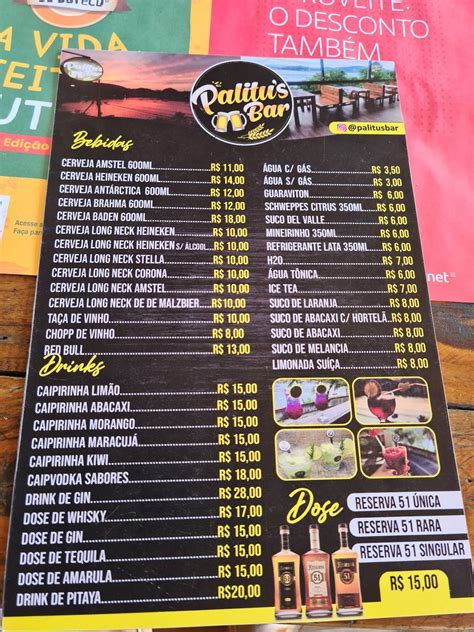 DE BOTECO
A VIDA
PROVEITE:
O DESCONTO
TAMBÉM
Edição
Palitu's
Bar
@palitusbar
Bebidas
CERVEJA AMSTEL 600ML R$ 11,00
CERVEJA HEINEKEN 600ML R$ 14,00
CERVEJA ANTÁRCTICA 600ML R$ 12,00
CERVEJA BRAHMA 600ML R$ 12,00
CERVEJA BADEN 600ML R$ 18,00
CERVEJA LONG NECK HEINEKEN R$ 10,00
CERVEJA LONG NECK HEINEKEN S/ ÁLCOOL R$ 10,00
CERVEJA LONG NECK STELLA R$ 10,00
CERVEJA LONG NECK CORONA R$ 10,00
CERVEJA LONG NECK AMSTEL R$ 10,00
CERVEJA LONG NECK DE DE MALZBIER R$10,00
TAÇA DE VINHO R$ 10,00
CHOPP DE VINHO R$ 8,00
RED BULL R$ 13,00
ÁGUA C/ GÁS R$ 3,50
ÁGUA S/ GÁS R$ 3,00
GUARAVITON R$ 6,00
SCHWEPPES CITRUS 350ML R$ 6,00
SUCO DEL VALLE R$ 6,00
MINEIRINHO 350ML R$ 6,00
REFRIGERANTE LATA 350ML R$ 6,00
H2O R$ 7,00
ÁGUA TÔNICA R$ 6,00
ICE TEA R$ 7,00
SUCO DE LARANJA R$ 8,00
SUCO DE ABACAXI C/ HORTELÃ R$ 8,00
SUCO DE ABACAXI R$ 8,00
SUCO DE MELANCIA R$ 8,00
LIMONADA SUÍÇA R$ 8,00
Drinks
CAIPIRINHA LIMÃO R$ 15,00
CAIPIRINHA ABACAXI R$ 15,00
CAIPIRINHA MORANGO R$ 15,00
CAIPIRINHA MARACUJÁ R$ 15,00
CAIPIRINHA KIWI R$ 15,00
CAIPVODKA SABORES R$ 18,00
DRINK DE GIN R$ 28,00
DOSE DE WHISKY R$ 17,00
DOSE DE GIN R$ 15,00
DOSE DE TEQUILA R$ 15,00
DOSE DE AMARULA R$ 15,00
DRINK DE PITAYA R$20,00
Dose
RESERVA 51 ÚNICA
RESERVA 51 RARA
RESERVA 51 SINGULAR
R$ 15,00
51
51
51